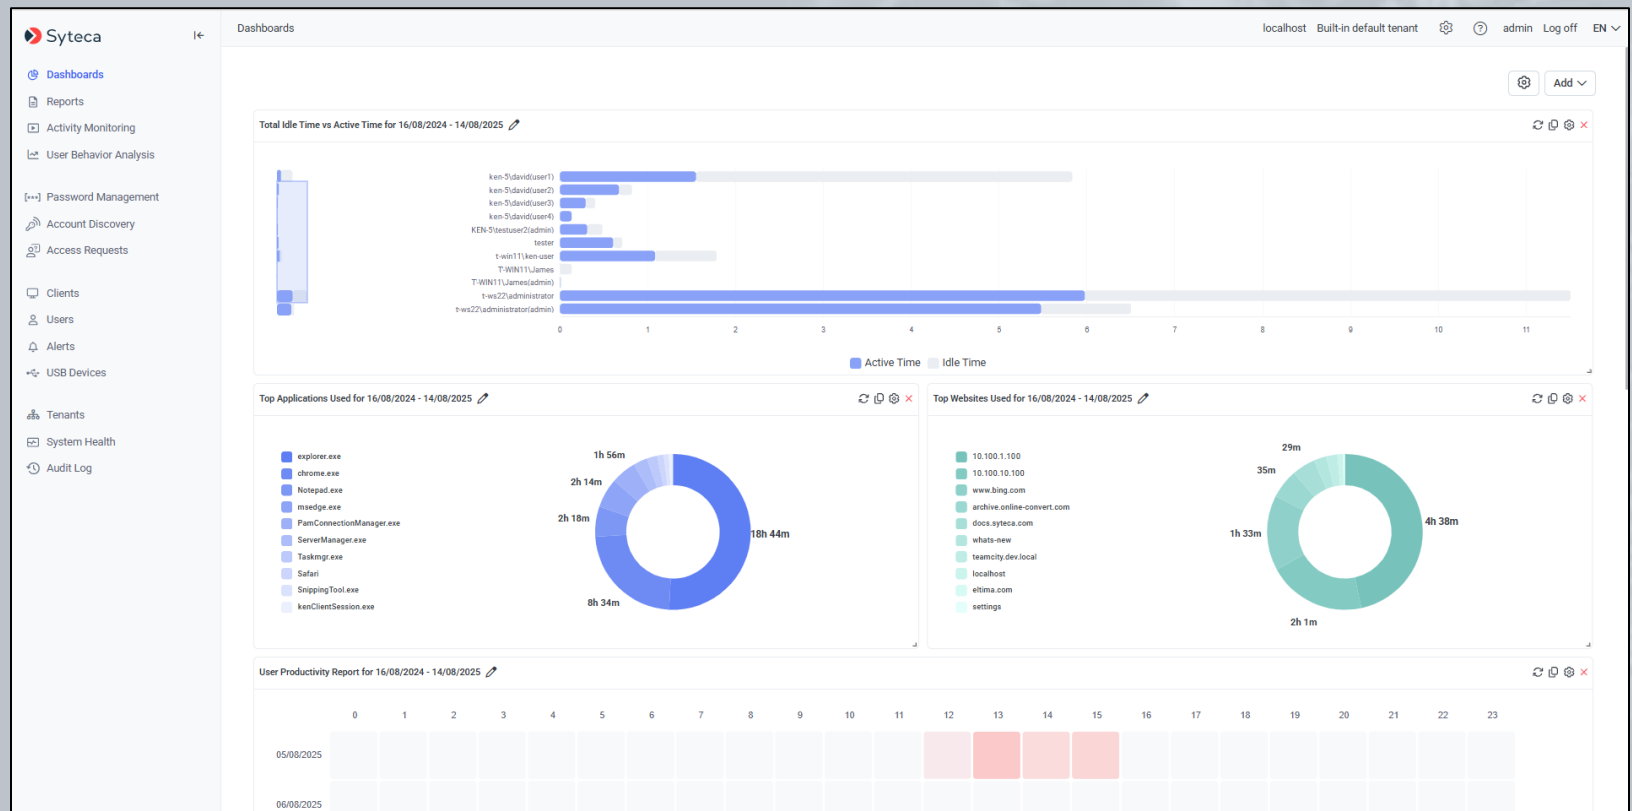 Syteca
Dashboards
localhost Built-in default tenant admin Log off EN
Dashboards
Reports
Activity Monitoring
User Behavior Analysis
Password Management
Account Discovery
Access Requests
Clients
Users
Alerts
USB Devices
Tenants
System Health
Audit Log
Add
Total Idle Time vs Active Time for 16/08/2024 - 14/08/2025
ken-5\david(user1)
ken-5\david(user2)
ken-5\david(user3)
ken-5\david(user4)
KEN-5\testuser2(admin)
tester
t-win11\ken-user
T-WIN11\James
T-WIN11\James(admin)
t-ws22\administrator
t-ws22\administrator(admin)
0 1 2 3 4 5 6 7 8 9 10 11
Active Time Idle Time
Top Applications Used for 16/08/2024 - 14/08/2025
explorer.exe
chrome.exe
Notepad.exe
msedge.exe
PamConnectionManager.exe
ServerManager.exe
Taskmgr.exe
Safari
SnippingTool.exe
kenClientSession.exe
1h 56m
2h 14m
2h 18m
18h 44m
8h 34m
Top Websites Used for 16/08/2024 - 14/08/2025
10.100.1.100
10.100.10.100
www.bing.com
archive.online-convert.com
docs.syteca.com
whats-new
teamcity.dev.local
localhost
eltima.com
settings
29m
35m
4h 38m
1h 33m
2h 1m
User Productivity Report for 16/08/2024 - 14/08/2025
0 1 2 3 4 5 6 7 8 9 10 11 12 13 14 15 16 17 18 19 20 21 22 23
05/08/2025
06/08/2025